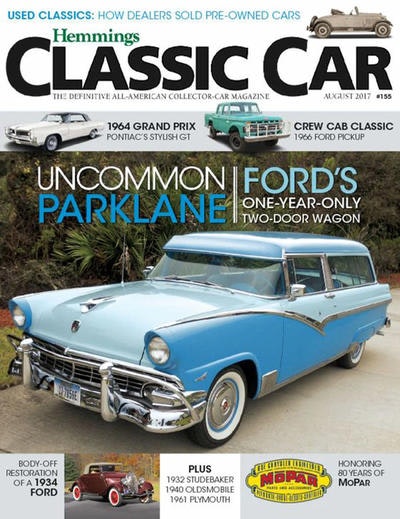 USED CLASSICS: HOW DEALERS SOLD PRE-OWNED CARS
Hemmings
CLASSIC CAR
THE DEFINITIVE ALL-AMERICAN COLLECTOR-CAR MAGAZINE
AUGUST 2017 #155
1964 GRAND PRIX
PONTIAC'S STYLISH GT
CREW CAB CLASSIC
1966 FORD PICKUP
UNCOMMON
PARKLANE
FORD'S
ONE-YEAR-ONLY
TWO-DOOR WAGON
BODY-OFF
RESTORATION
OF A 1934
FORD
PLUS
1932 STUDEBAKER
1940 OLDSMOBILE
1961 PLYMOUTH
MOPAR
PARTS AND ACCESSORIES
HONORING
80 YEARS OF
MOPAR